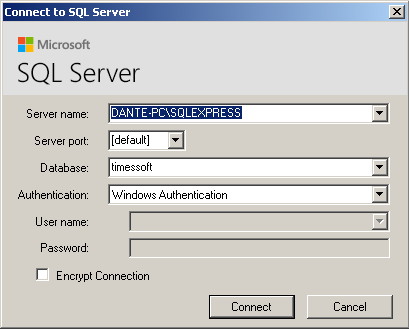 Connect to SQL Server
Microsoft
SQL Server
Server name: DANTE-PC\SQLEXPRESS
Server port: [default]
Database: timessoft
Authentication: Windows Authentication
User name:
Password:
Encrypt Connection
Connect Cancel